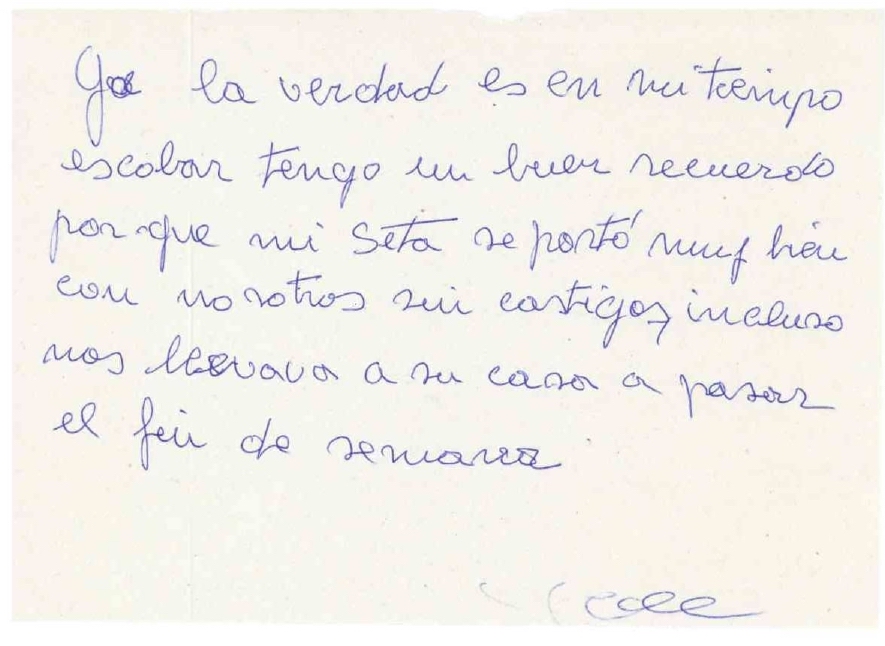 Yo la verdad es en mi tiempo
escolar tengo un buen recuerdo
por que mi Seta se portó muy bien
con nosotros sin castigos, incluso
nos llevava a su casa a pasar
el fin de semana